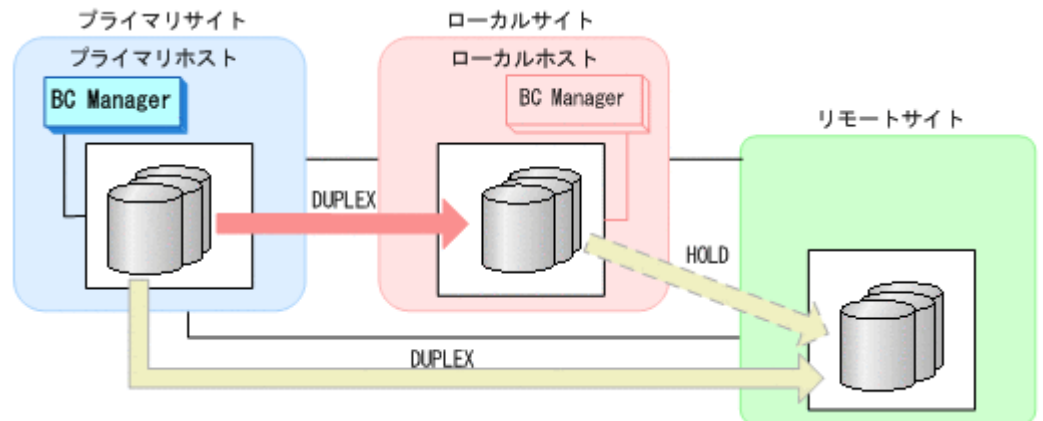 プライマリサイト
ローカルサイト
プライマリホスト
ローカルホスト
BC Manager
BC Manager
リモートサイト
DUPLEX
HOLD
DUPLEX